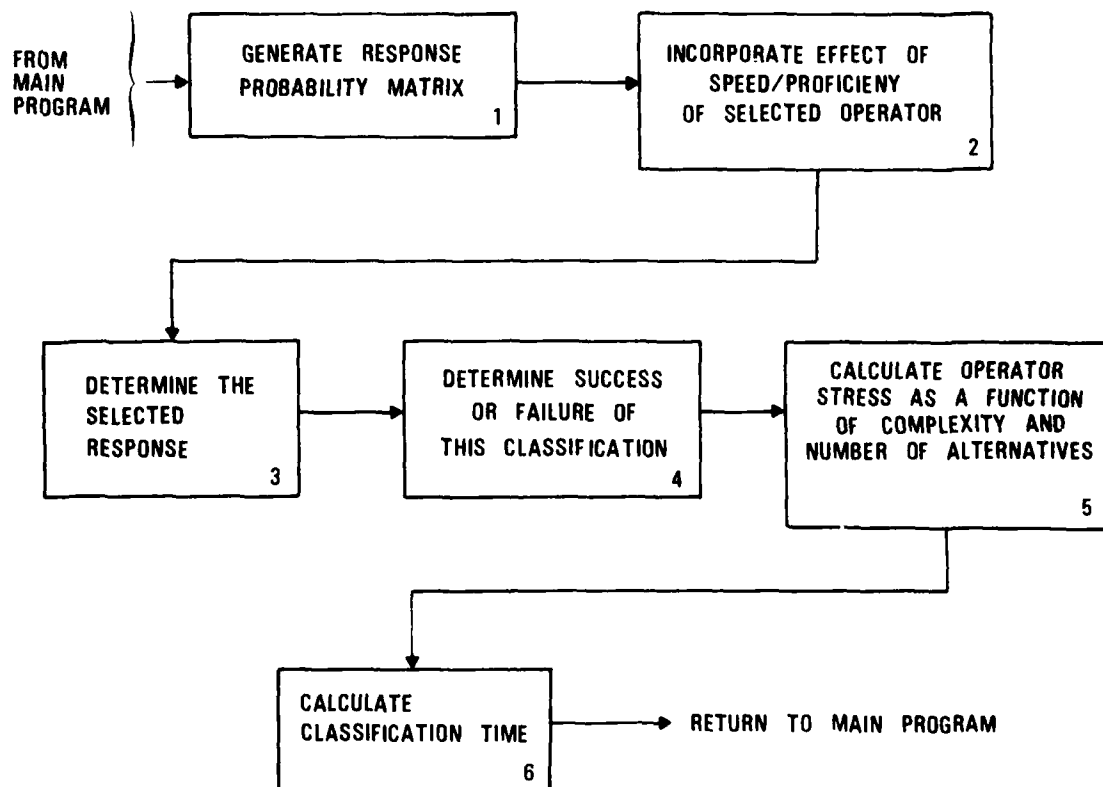 FROM
MAIN
PROGRAM
GENERATE RESPONSE
PROBABILITY MATRIX
1
INCORPORATE EFFECT OF
SPEED/PROFICIENY
OF SELECTED OPERATOR
2
DETERMINE THE
SELECTED
RESPONSE
3
DETERMINE SUCCESS
OR FAILURE OF
THIS CLASSIFICATION
4
CALCULATE OPERATOR
STRESS AS A FUNCTION
OF COMPLEXITY AND
NUMBER OF ALTERNATIVES
5
CALCULATE
CLASSIFICATION TIME
6
RETURN TO MAIN PROGRAM